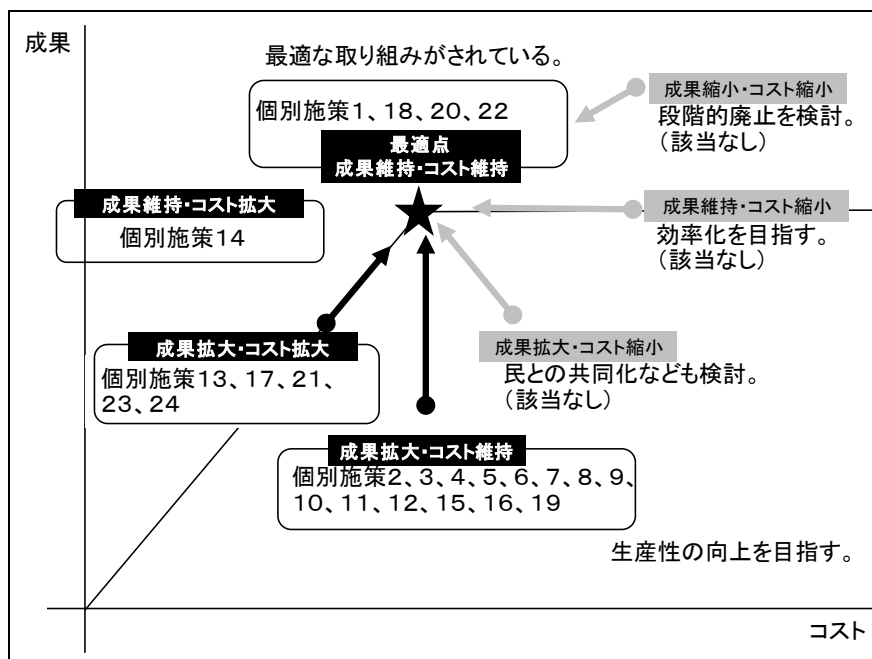 成果
最適な取り組みがされている。
個別施策1、18、20、22
最適点
成果維持・コスト維持
成果縮小・コスト縮小
段階的廃止を検討。
(該当なし)
成果維持・コスト拡大
個別施策14
成果維持・コスト縮小
効率化を目指す。
(該当なし)
成果拡大・コスト拡大
個別施策13、17、21、
23、24
成果拡大・コスト縮小
民との共同化なども検討。
(該当なし)
成果拡大・コスト維持
個別施策2、3、4、5、6、7、8、9、
10、11、12、15、16、19
生産性の向上を目指す。
コスト